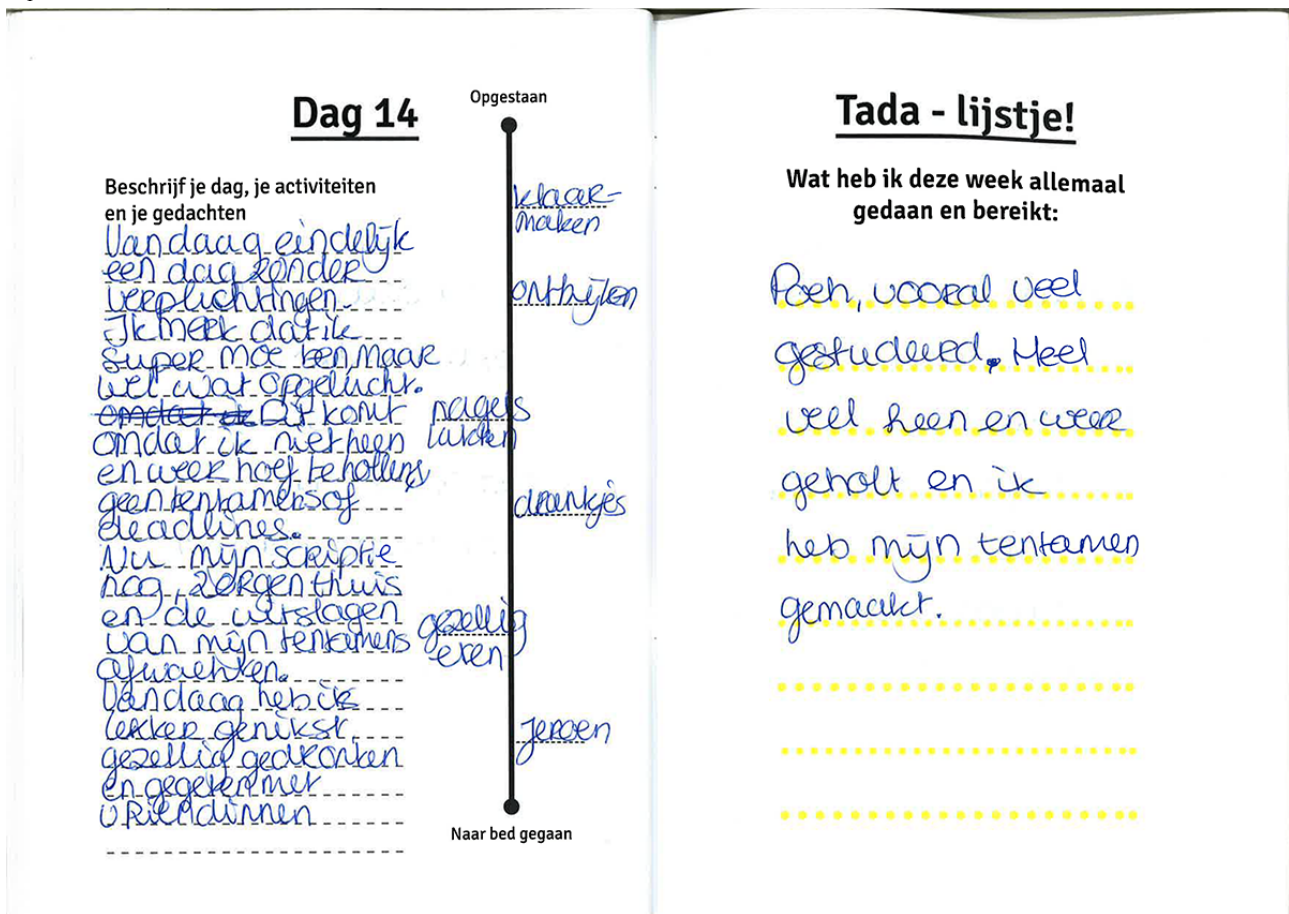 Dag 14
Beschrijf je dag, je activiteiten
en je gedachten
Vandaag eindelijk
een dag zonder
verplichtingen.
Ik merk dat ik
super moe ben maar
wel wat opgelucht.
omdat ik Dit komt
omdat ik niet heen
en weer hoef te hollen,
geen tentamens of
deadlines.
Nu mijn scriptie
nog, zorgen thuis
en de uitslagen
van mijn tentamens
afwachten.
Vandaag heb ik
lekker genikst,
gezellig gedronken
en gegeten met
vriendinnen
Opgestaan
klaar-
maken
ontbijten
nagels
lakken
drankjes
gezellig
eten
Jeroen
Naar bed gegaan
Tada - lijstje!
Wat heb ik deze week allemaal
gedaan en bereikt:
Poeh, vooral veel
gestudeerd. Heel
veel heen en weer
geholt en ik
heb mijn tentamen
gemaakt.